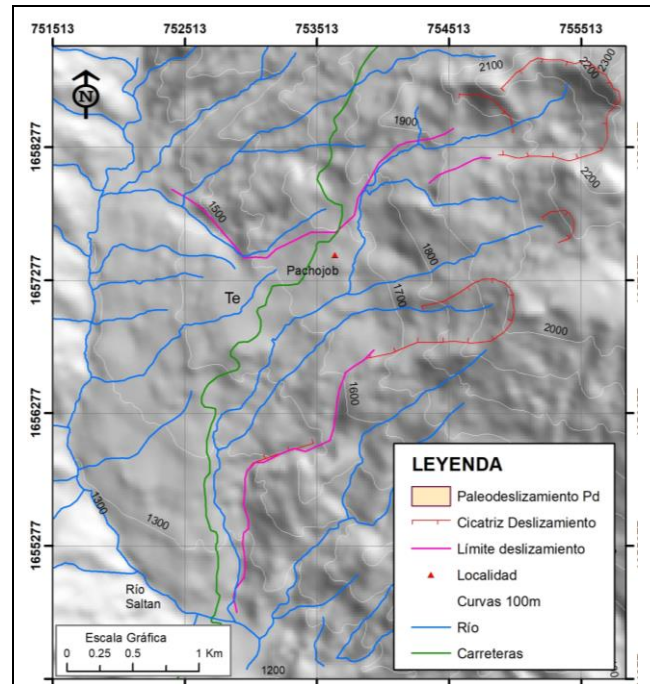 751513 752513 753513 754513 755513
N
2100
2200
2300
1900
1658277
2200
1500
1800
Pachojob
1657277
Te
1700
2000
1600
1656277
1300
1300
1655277
Río
Saltan
1200
LEYENDA
Paleodeslizamiento Pd
Cicatriz Deslizamiento
Límite deslizamiento
Localidad
Curvas 100m
Río
Carreteras
Escala Gráfica
0 0.25 0.5 1 Km